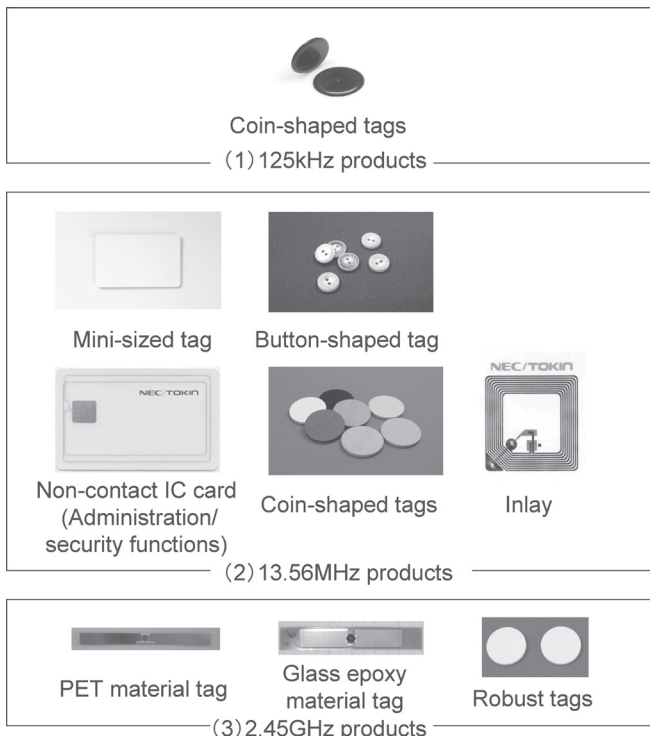 Coin-shaped tags
(1) 125kHz products
Mini-sized tag
Button-shaped tag
NEC/TOKIN
NEC/TOKIN
Non-contact IC card
(Administration/
security functions)
Coin-shaped tags
Inlay
(2) 13.56MHz products
PET material tag
Glass epoxy
material tag
Robust tags
(3) 2.45GHz products